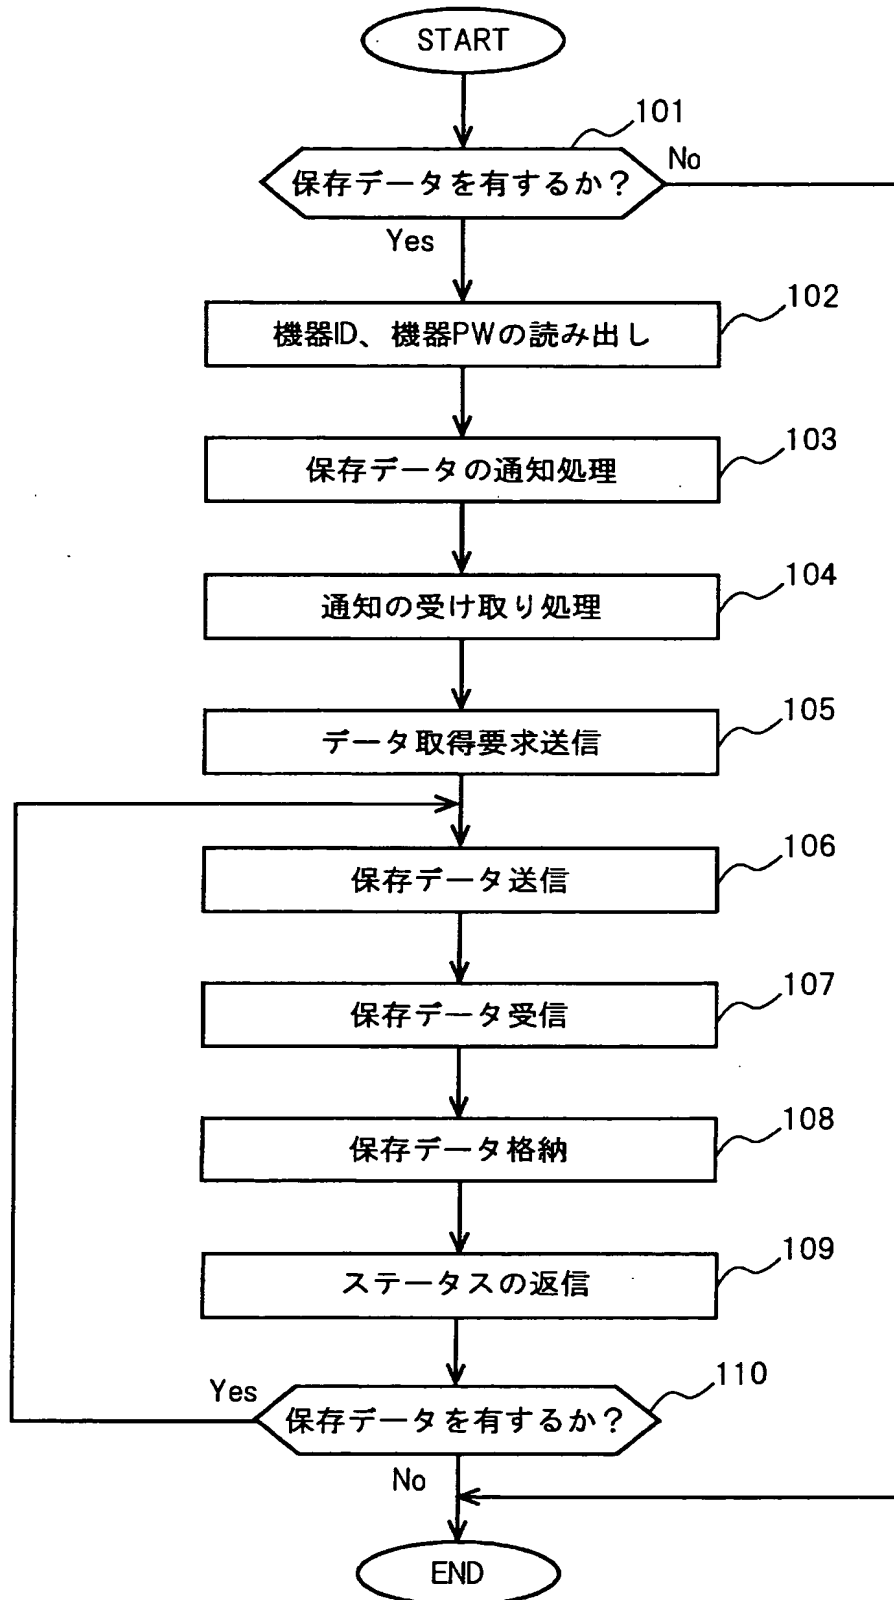 START
101
保存データを有するか?
No
Yes
102
機器ID、機器PWの読み出し
103
保存データの通知処理
104
通知の受け取り処理
105
データ取得要求送信
106
保存データ送信
107
保存データ受信
108
保存データ格納
109
ステータスの返信
110
Yes
保存データを有するか?
No
END